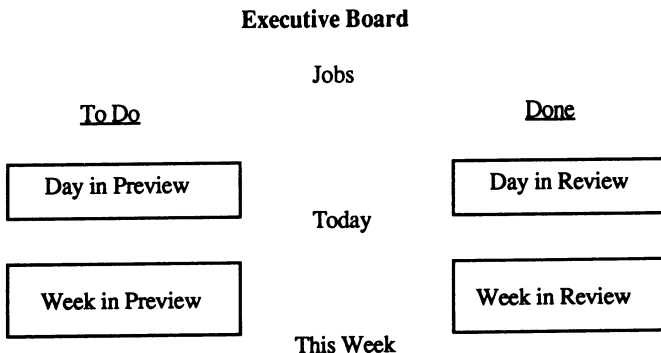 Executive Board
Jobs
To Do
Done
Day in Preview
Day in Review
Today
Week in Preview
Week in Review
This Week